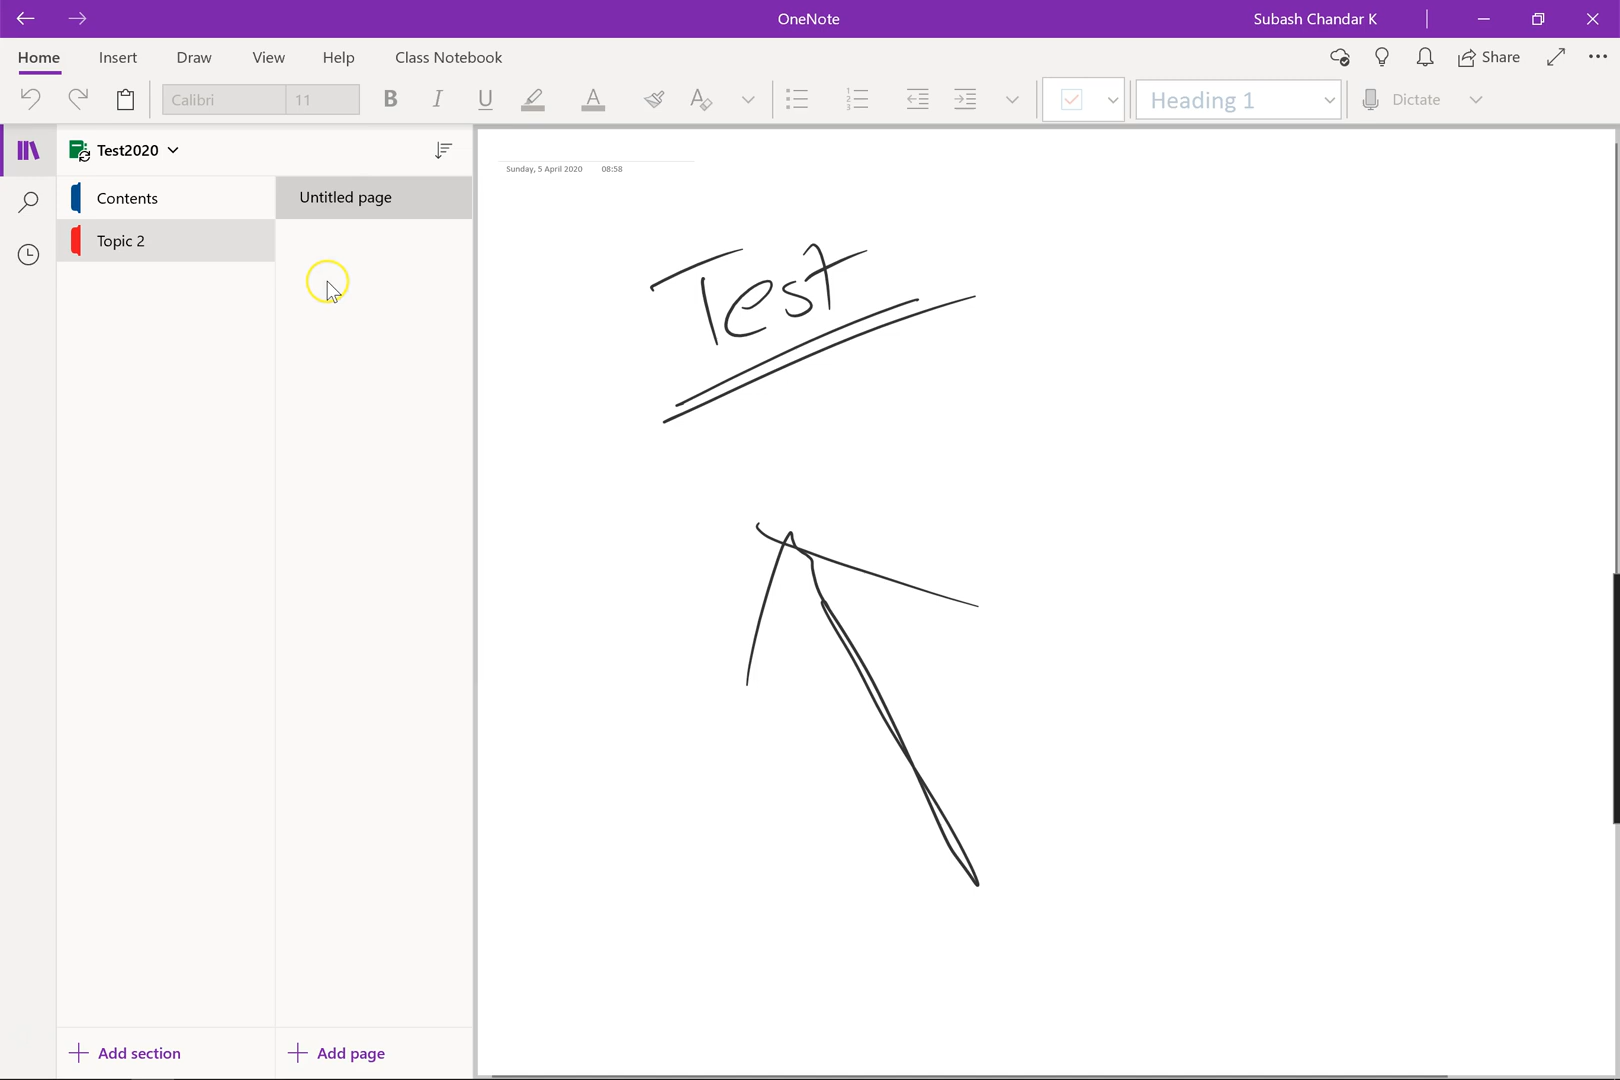 OneNote
Subash Chandar K
Home Insert Draw View Help Class Notebook
Share
Calibri 11 B I U A A Heading 1 Dictate
Test2020
Contents
Topic 2
Untitled page
Sunday, 5 April 2020 08:58
Test
Add section
Add page